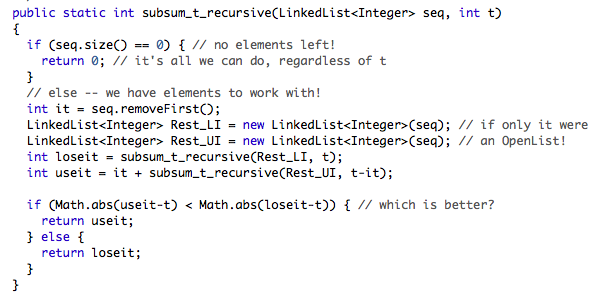 public static int subsum_t_recursive(LinkedList<Integer> seq, int t)
{
  if (seq.size() == 0) { // no elements left!
    return 0; // it's all we can do, regardless of t
  }
  // else -- we have elements to work with!
  int it = seq.removeFirst();
  LinkedList<Integer> Rest_LI = new LinkedList<Integer>(seq); // if only it were
  LinkedList<Integer> Rest_UI = new LinkedList<Integer>(seq); // an OpenList!
  int loseit = subsum_t_recursive(Rest_LI, t);
  int useit = it + subsum_t_recursive(Rest_UI, t-it);

  if (Math.abs(useit-t) < Math.abs(loseit-t)) { // which is better?
    return useit;
  } else {
    return loseit;
  }
}